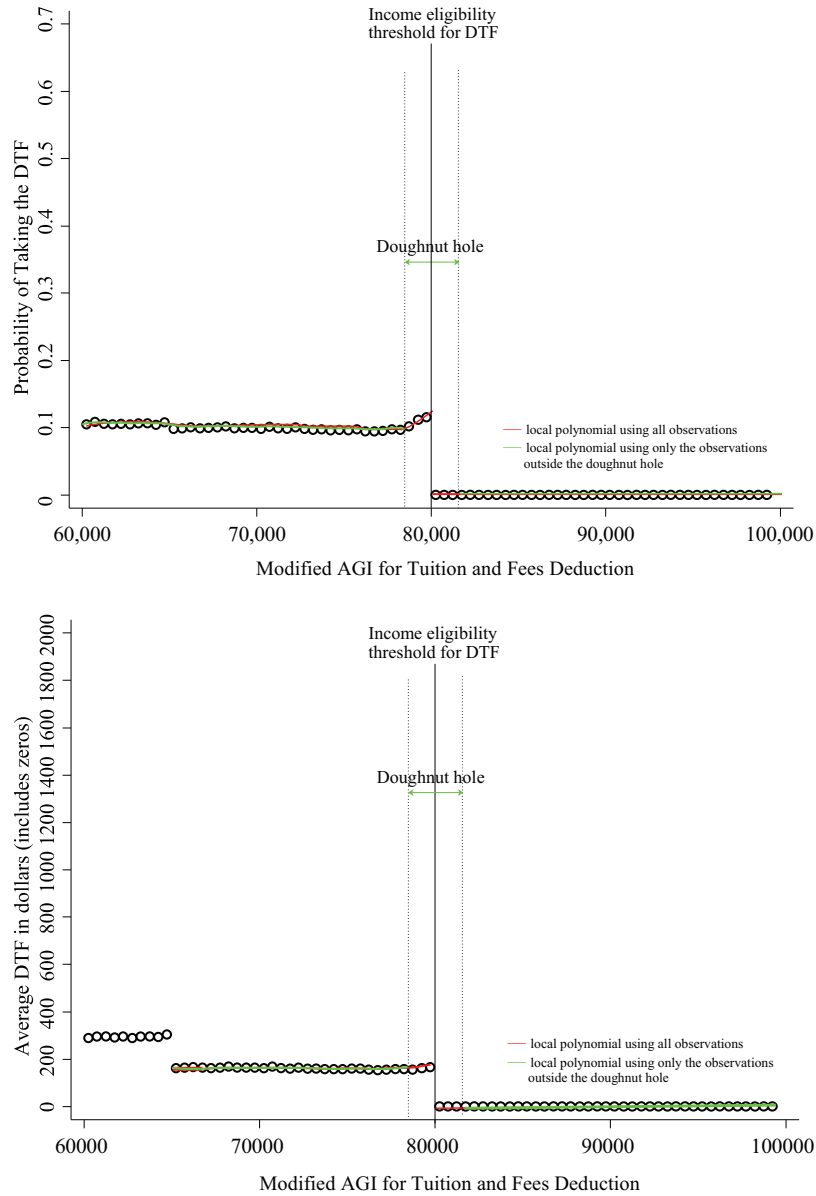 Income eligibility
threshold for DTF
0.7
0.6
0.5
0.4
0.3
0.2
0.1
0
Probability of Taking the DTF
Doughnut hole
local polynomial using all observations
local polynomial using only the observations
outside the doughnut hole
60,000
70,000
80,000
90,000
100,000
Modified AGI for Tuition and Fees Deduction
Income eligibility
threshold for DTF
2000
1800
1600
1400
1200
1000
800
600
400
200
0
Average DTF in dollars (includes zeros)
Doughnut hole
local polynomial using all observations
local polynomial using only the observations
outside the doughnut hole
60000
70000
80000
90000
100000
Modified AGI for Tuition and Fees Deduction